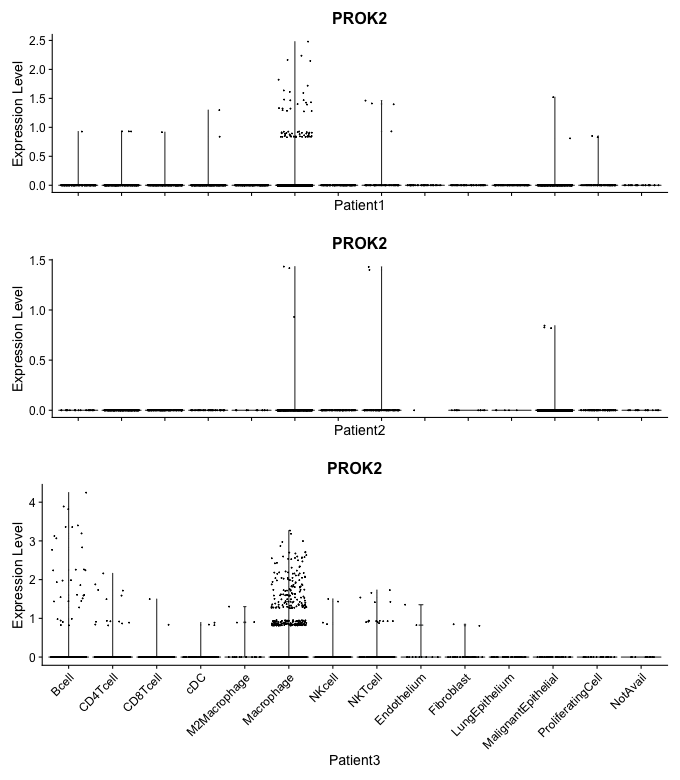 PROK2
Expression Level
2.5
2.0
1.5
1.0
0.5
0.0
Patient1
PROK2
Expression Level
1.5
1.0
0.5
0.0
Patient2
PROK2
Expression Level
4
3
2
1
0
Bcell
CD4Tcell
CD8Tcell
cDC
M2Macrophage
Macrophage
NKcell
NKTcell
Endothelium
Fibroblast
LungEpithelium
MalignantEpithelial
ProliferatingCell
NotAvail
Patient3